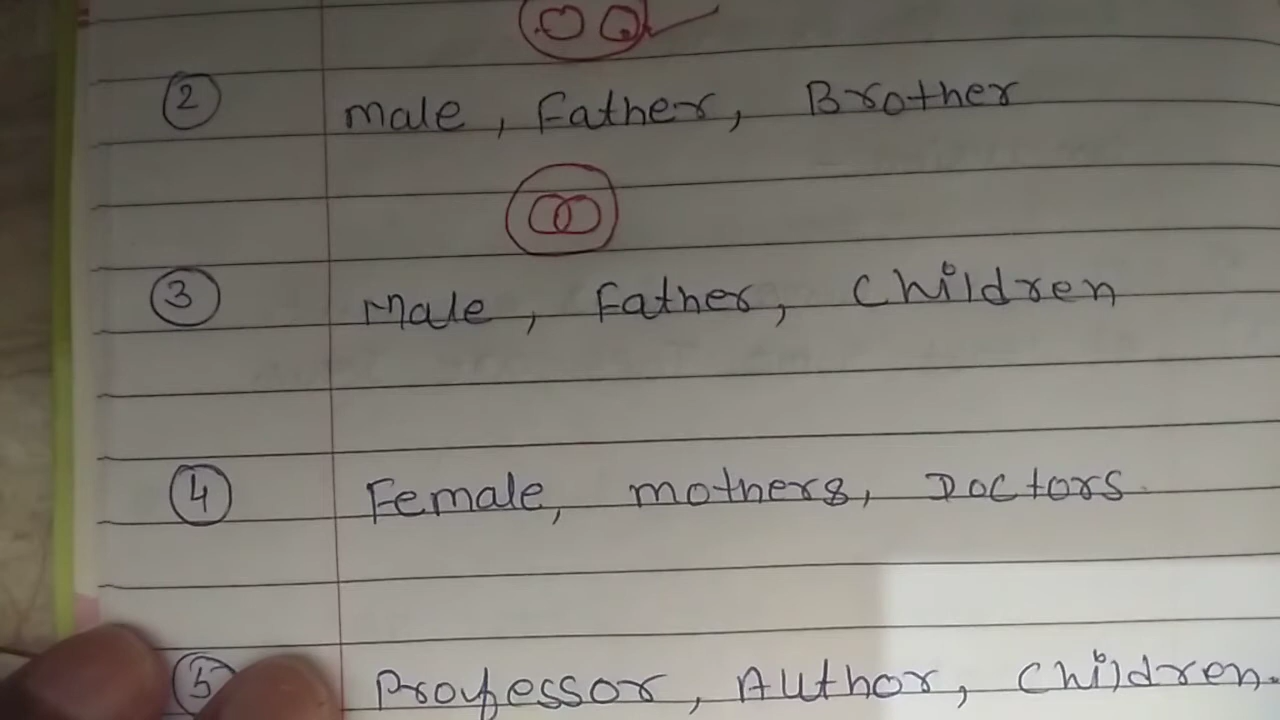 2 male, Father, Brother
3 Male, Father, Children
4 Female, mothers, Doctors
5 Professor, Author, Children.